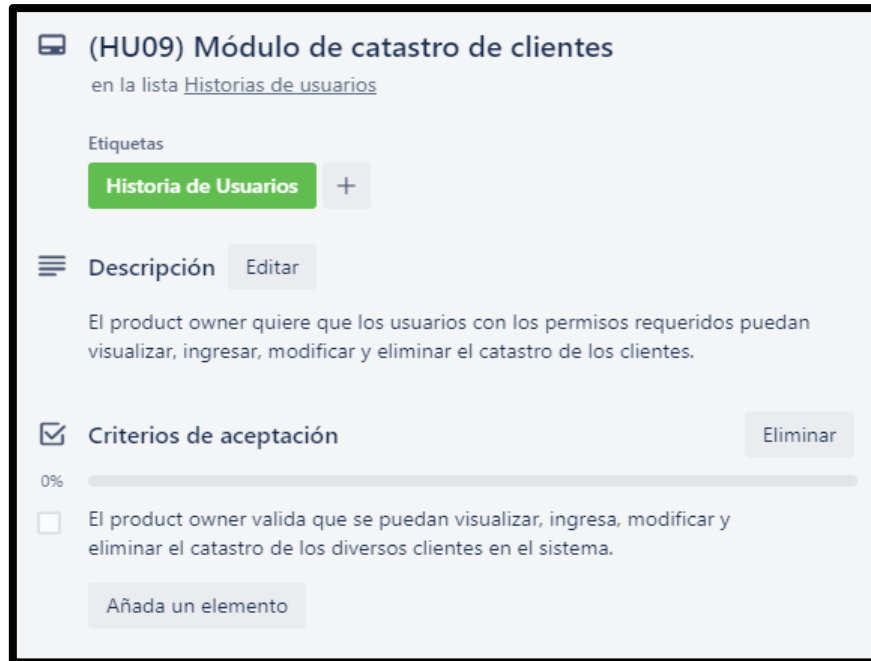 (HU09) Módulo de catastro de clientes
en la lista Historias de usuarios
Etiquetas
Historia de Usuarios +
Descripción Editar
El product owner quiere que los usuarios con los permisos requeridos puedan
visualizar, ingresar, modificar y eliminar el catastro de los clientes.
Criterios de aceptación Eliminar
0%
El product owner valida que se puedan visualizar, ingresa, modificar y
eliminar el catastro de los diversos clientes en el sistema.
Añada un elemento